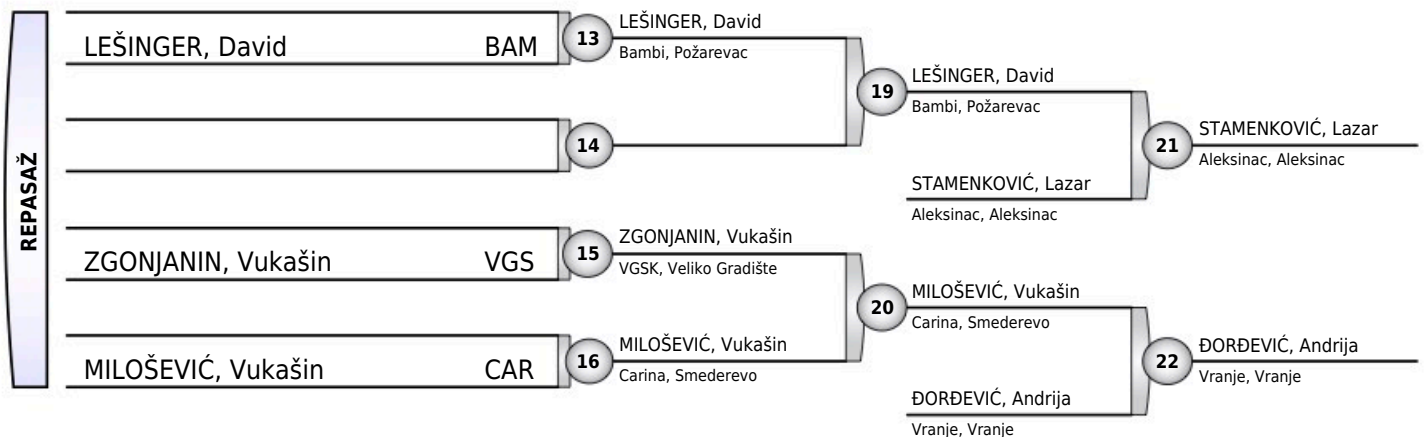 REPASAŽ
LEŠINGER, David BAM
13
LEŠINGER, David
Bambi, Požarevac
14
19
LEŠINGER, David
Bambi, Požarevac
STAMENKOVIĆ, Lazar
Aleksinac, Aleksinac
21
STAMENKOVIĆ, Lazar
Aleksinac, Aleksinac
ZGONJANIN, Vukašin VGS
15
ZGONJANIN, Vukašin
VGSK, Veliko Gradište
MILOŠEVIĆ, Vukašin CAR
16
MILOŠEVIĆ, Vukašin
Carina, Smederevo
20
MILOŠEVIĆ, Vukašin
Carina, Smederevo
ĐORĐEVIĆ, Andrija
Vranje, Vranje
22
ĐORĐEVIĆ, Andrija
Vranje, Vranje